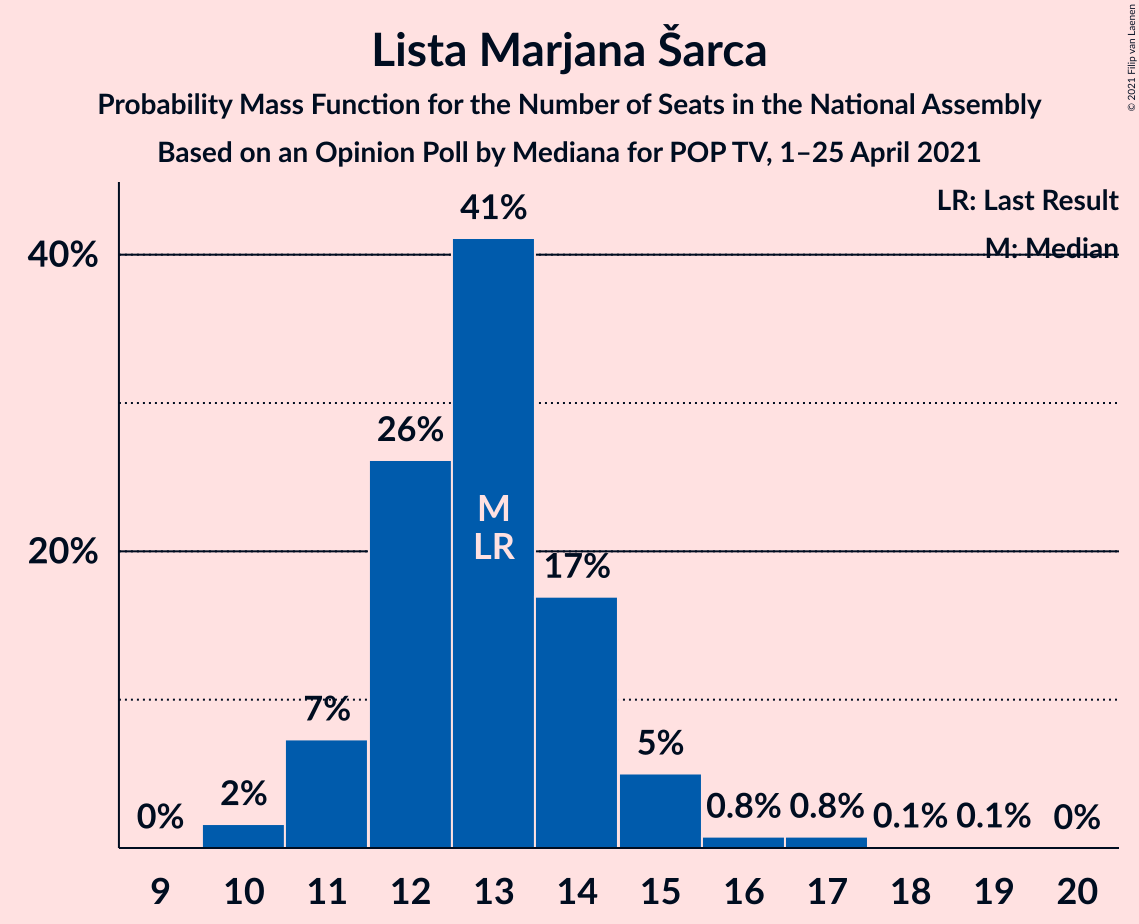 Lista Marjana Šarca
Probability Mass Function for the Number of Seats in the National Assembly
Based on an Opinion Poll by Mediana for POP TV, 1–25 April 2021
© 2021 Filip van Laenen
LR: Last Result
M: Median
40%
20%
0%
2%
7%
26%
41%
M
LR
17%
5%
0.8%
0.8%
0.1%
0.1%
0%
9 10 11 12 13 14 15 16 17 18 19 20